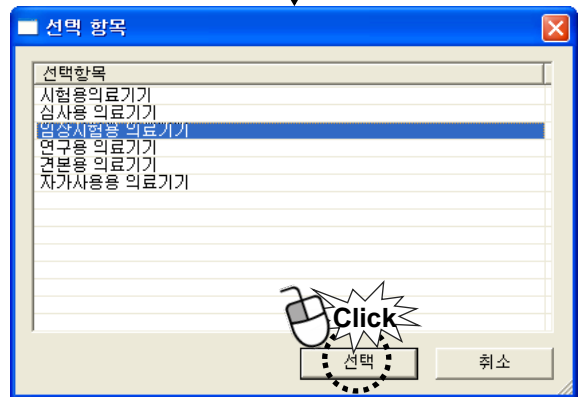 선택 항목
선택항목
시험용의료기기
심사용 의료기기
임상시험용 의료기기
연구용 의료기기
견본용 의료기기
자가사용용 의료기기
Click
선택
취소